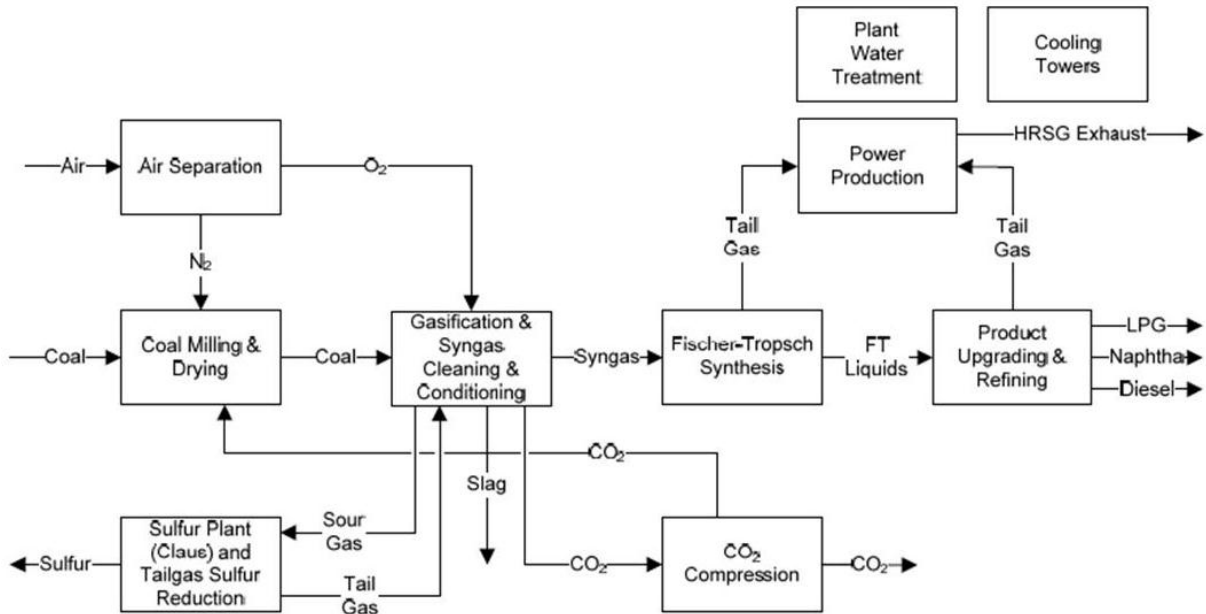 Plant
Water
Treatment
Cooling
Towers
Air
Air Separation
O₂
HRSG Exhaust
Power
Production
N₂
Tail
Gas
Tail
Gas
Coal
Coal Milling &
Drying
Coal
Gasification &
Syngas
Cleaning &
Conditioning
Syngas
Fischer-Tropsch
Synthesis
FT
Liquids
Product
Upgrading &
Refining
LPG
Naphtha
Diesel
CO₂
Slag
Sulfur
Sulfur Plant
(Claus) and
Tailgas Sulfur
Reduction
Sour
Gas
Tail
Gas
CO₂
CO₂
Compression
CO₂